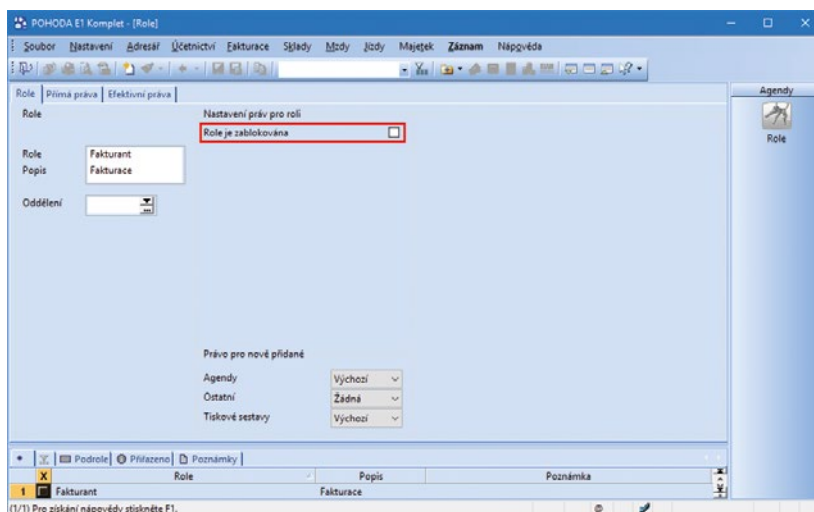 POHODA E1 Komplet - [Role]
Soubor Nastavení Adresář Účetnictví Fakturace Sklady Mzdy Jízdy Majetek Záznam Nápověda
Role Přímá práva Efektivní práva
Agendy
Role
Role
Nastavení práv pro roli
Role je zablokována
Role Fakturant
Popis Fakturace
Oddělení
Právo pro nově přidané
Agendy Výchozí
Ostatní Žádná
Tiskové sestavy Výchozí
* Podrole Přiřazeno Poznámky
X Role Popis Poznámka
1 Fakturant Fakturace
(1/1) Pro získání nápovědy stiskněte F1.